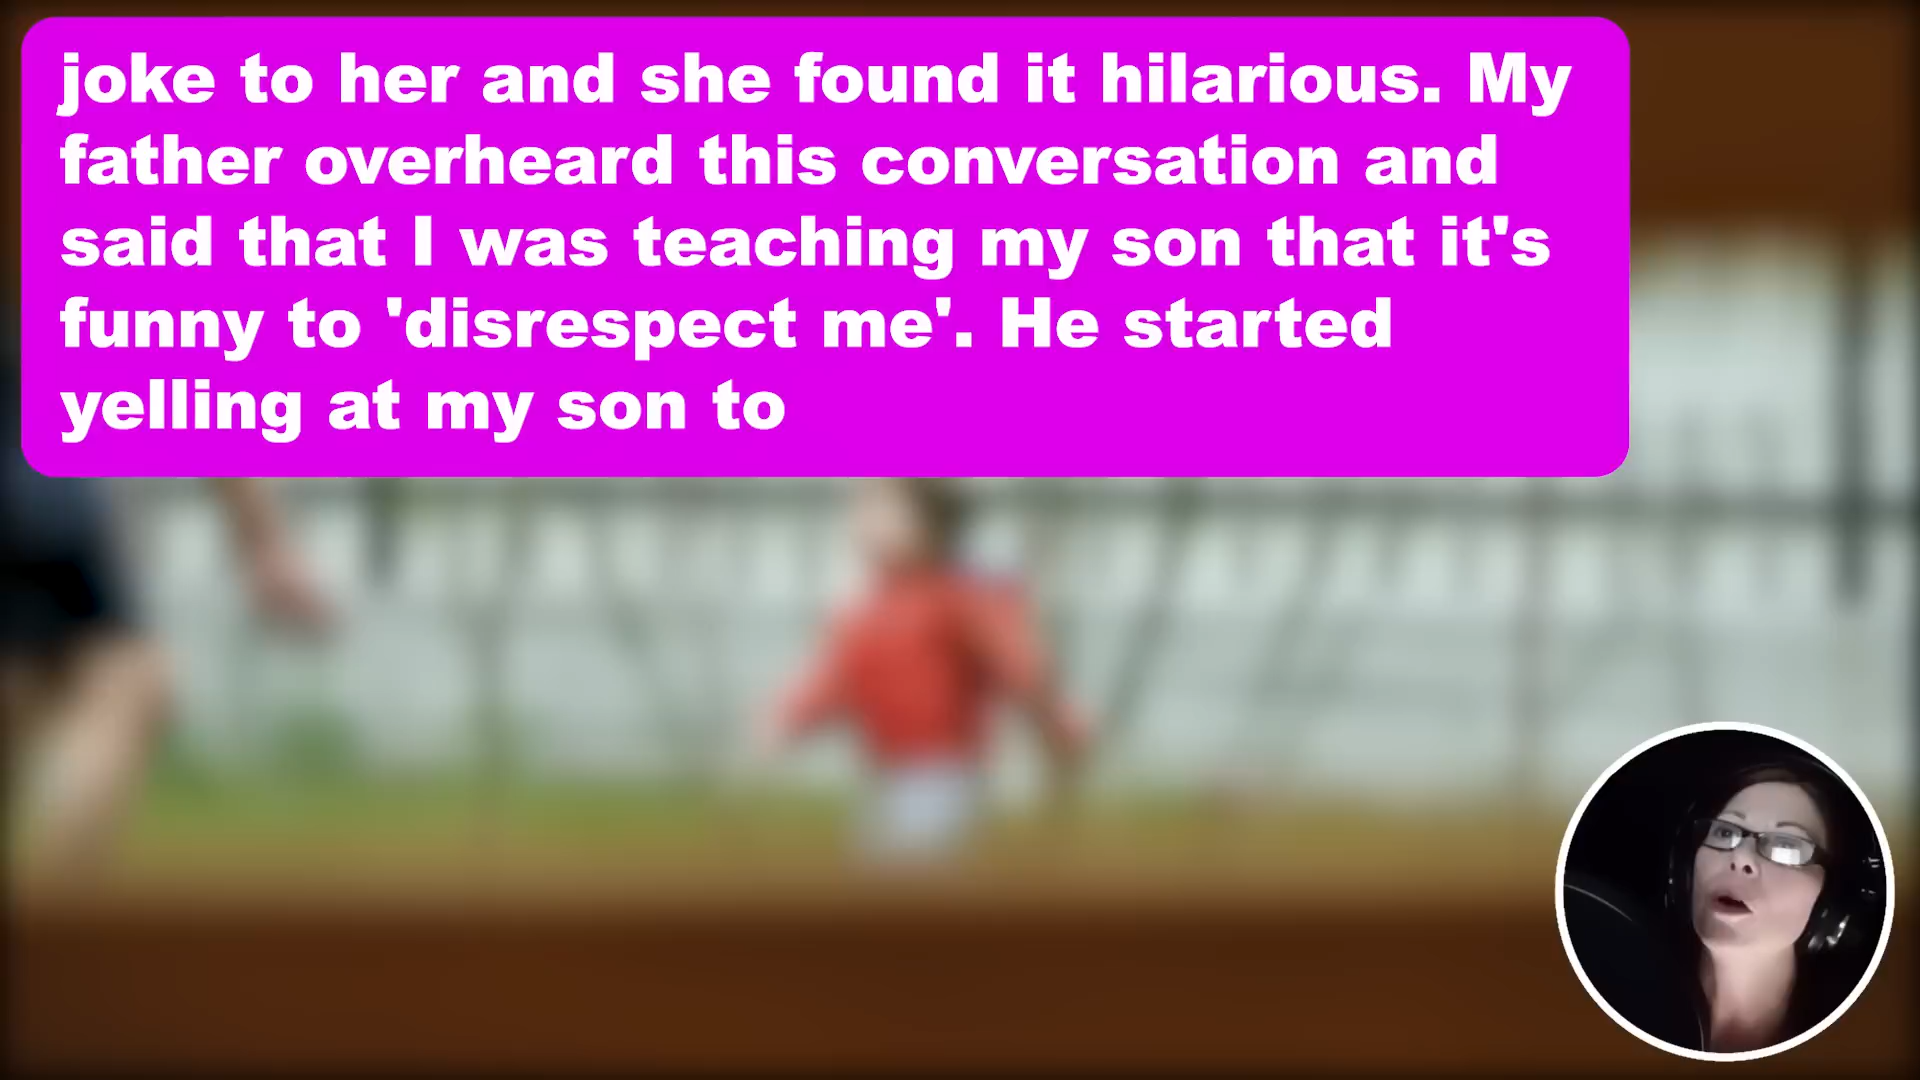 joke to her and she found it hilarious. My
father overheard this conversation and
said that I was teaching my son that it's
funny to 'disrespect me'. He started
yelling at my son to